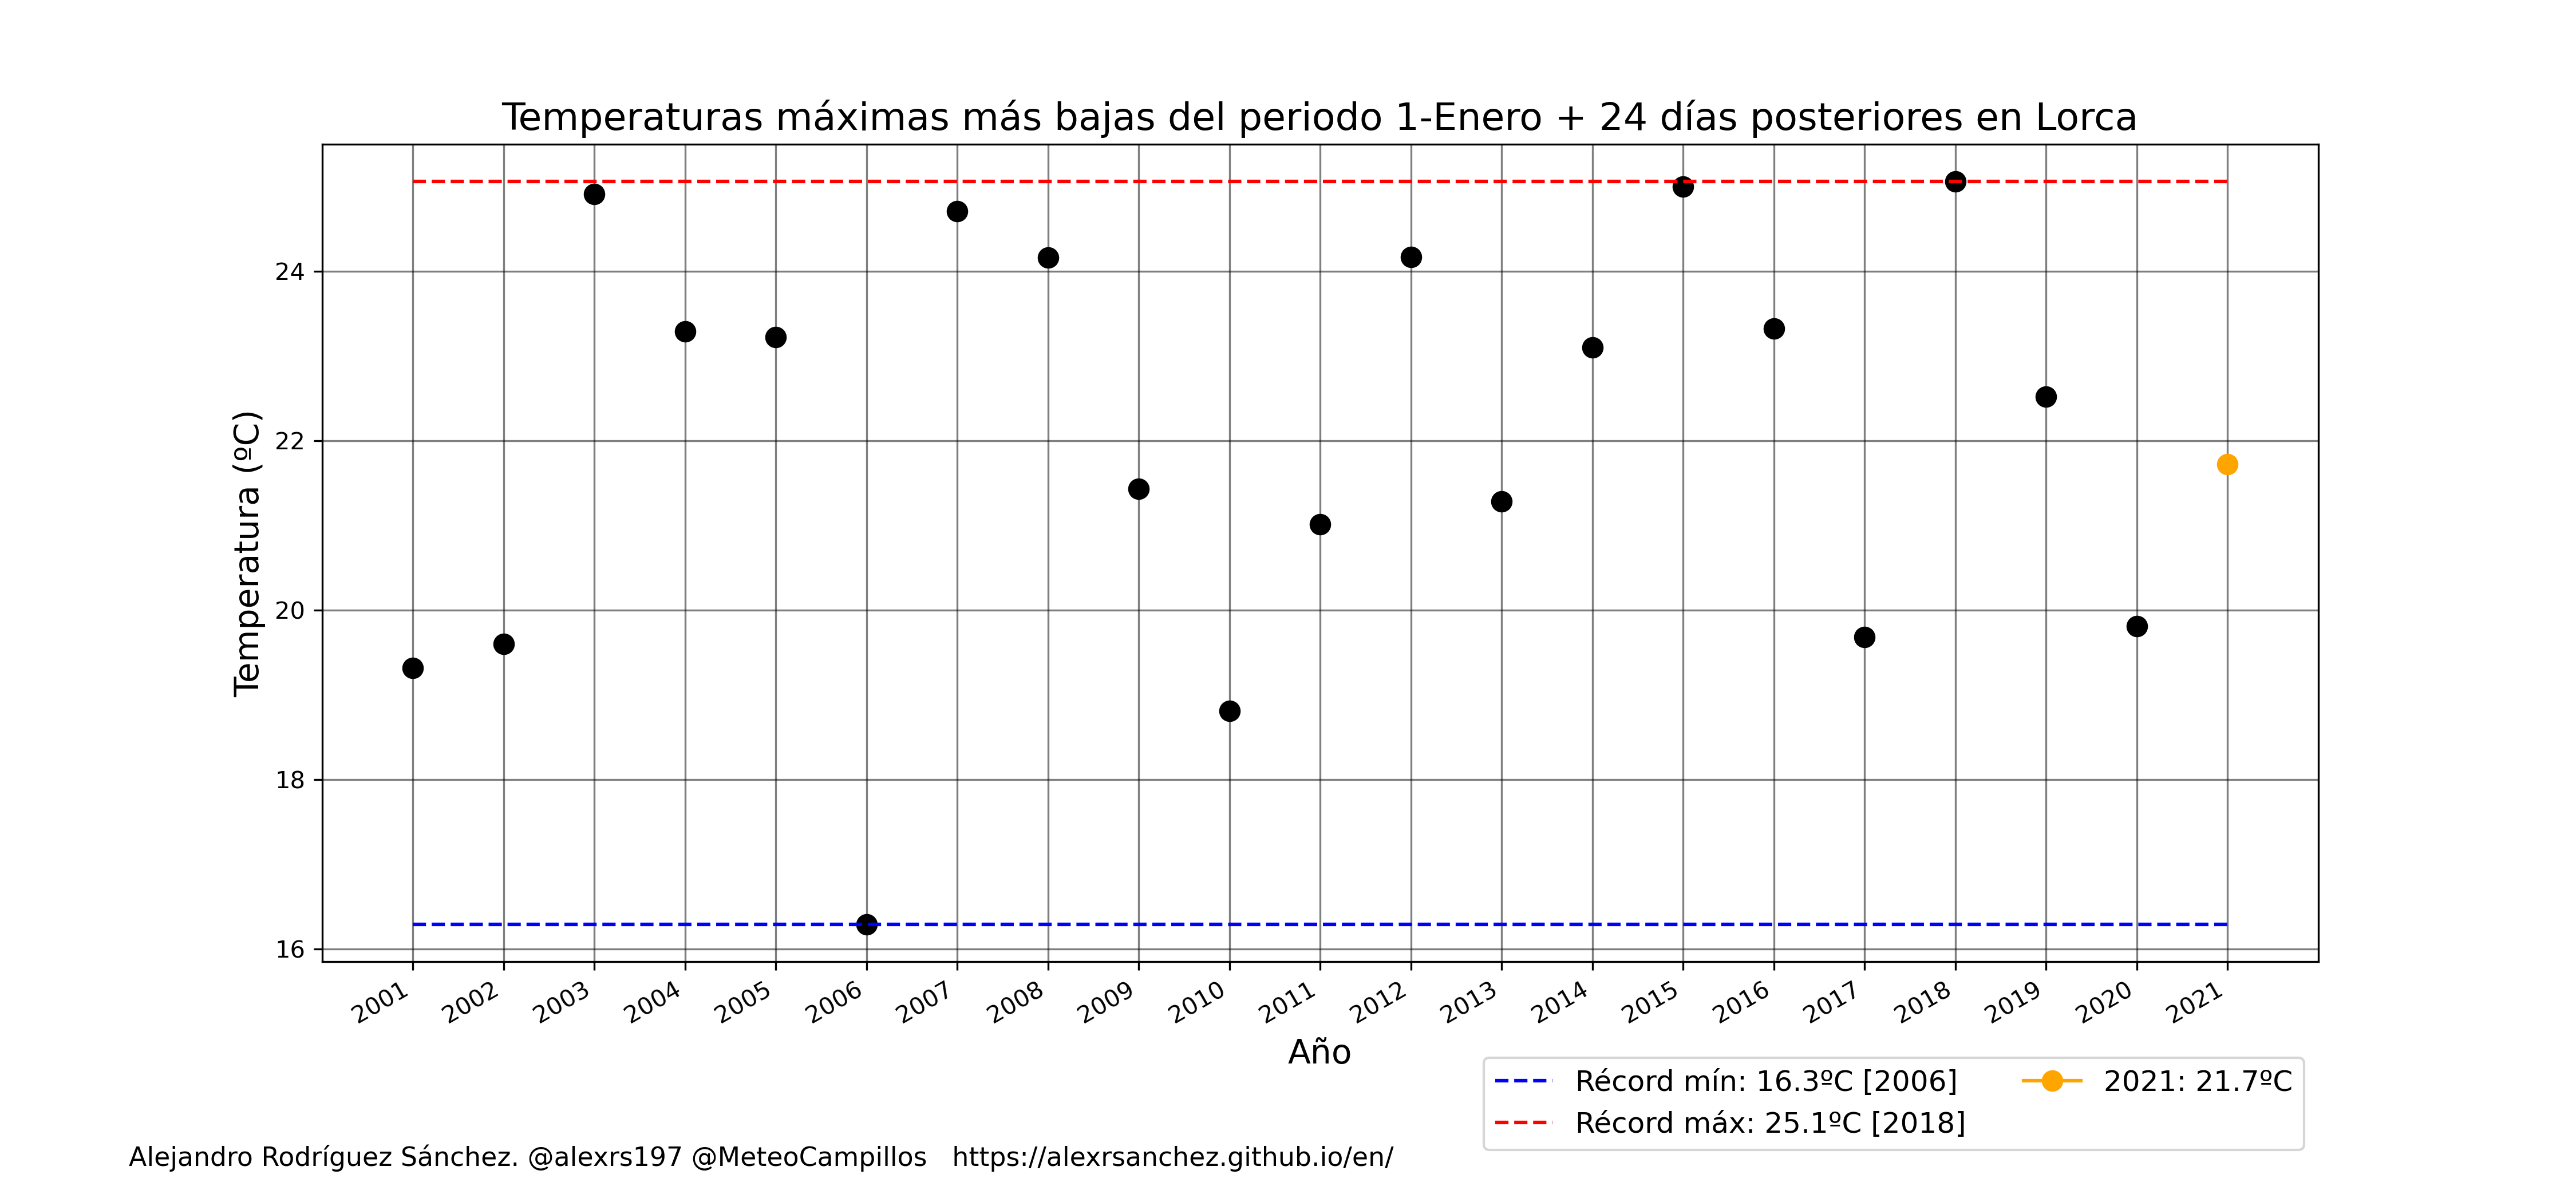 Temperaturas máximas más bajas del periodo 1-Enero + 24 días posteriores en Lorca
Temperatura (ºC)
24
22
20
18
16
2001 2002 2003 2004 2005 2006 2007 2008 2009 2010 2011 2012 2013 2014 2015 2016 2017 2018 2019 2020 2021
Año
Récord mín: 16.3ºC [2006]
Récord máx: 25.1ºC [2018]
2021: 21.7ºC
Alejandro Rodríguez Sánchez. @alexrs197 @MeteoCampillos https://alexrsanchez.github.io/en/